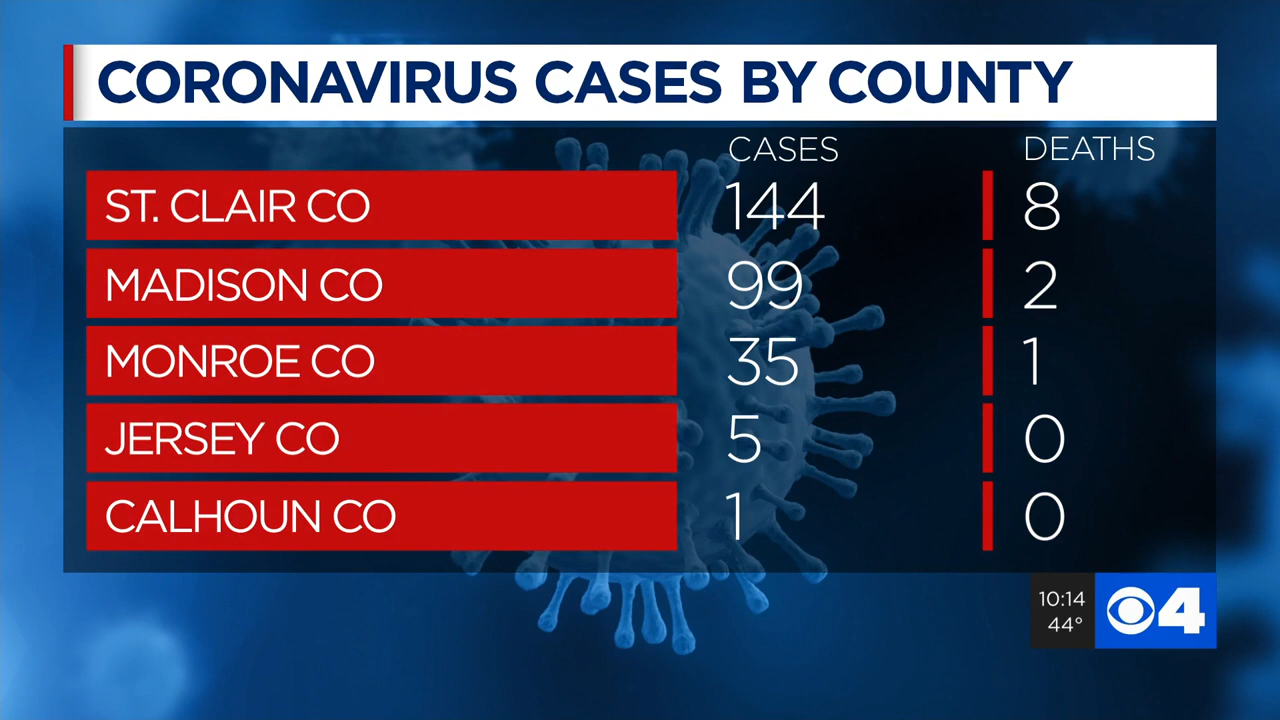 CORONAVIRUS CASES BY COUNTY
CASES DEATHS
ST. CLAIR CO 144 8
MADISON CO 99 2
MONROE CO 35 1
JERSEY CO 5 0
CALHOUN CO 1 0
10:14
44°
4